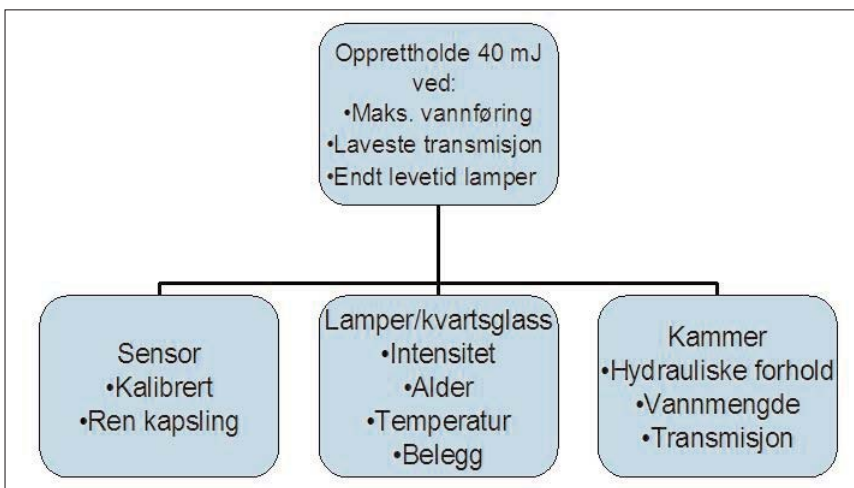 Opprettholde 40 mJ
ved:
•Maks. vannføring
•Laveste transmisjon
•Endt levetid lamper
Sensor
•Kalibrert
•Ren kapsling
Lamper/kvartsglass
•Intensitet
•Alder
•Temperatur
•Belegg
Kammer
•Hydrauliske forhold
•Vannmengde
•Transmisjon